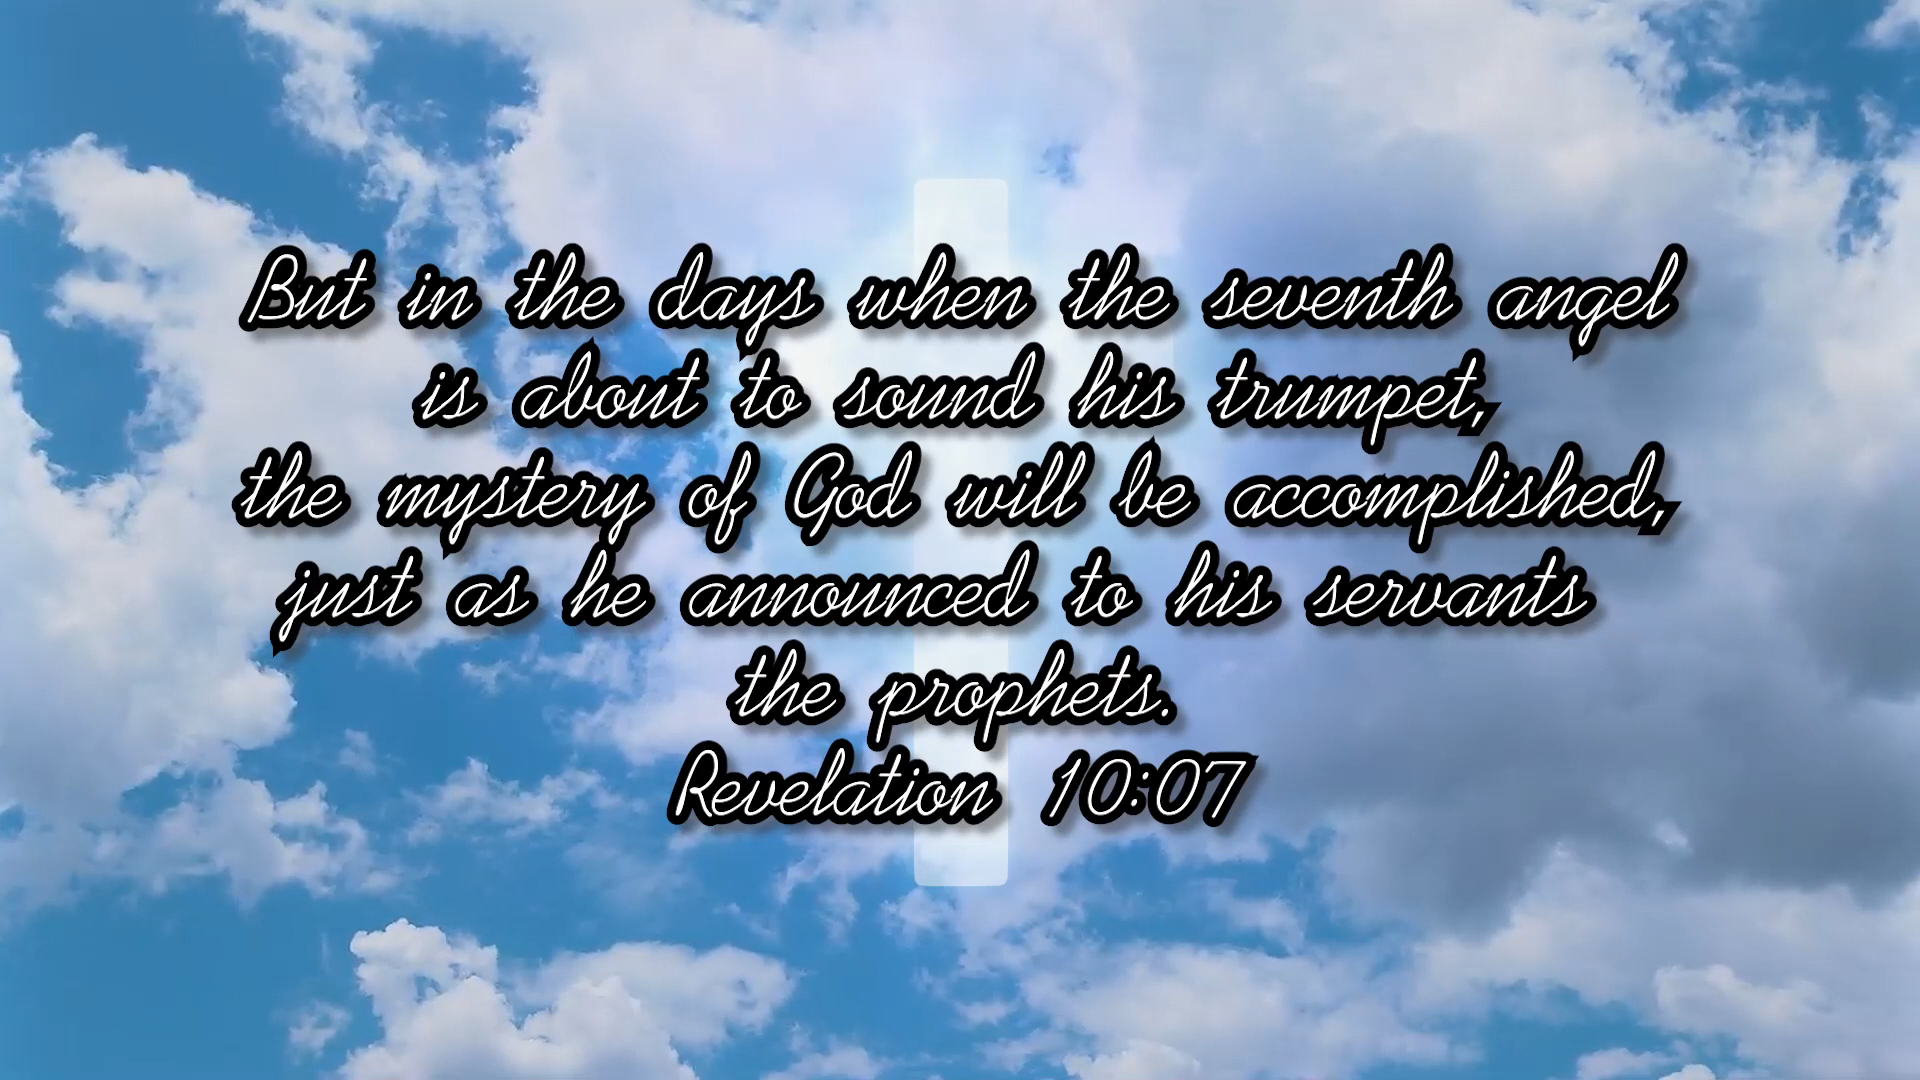 But in the days when the seventh angel
is about to sound his trumpet,
the mystery of God will be accomplished,
just as he announced to his servants
the prophets.
Revelation 10:07